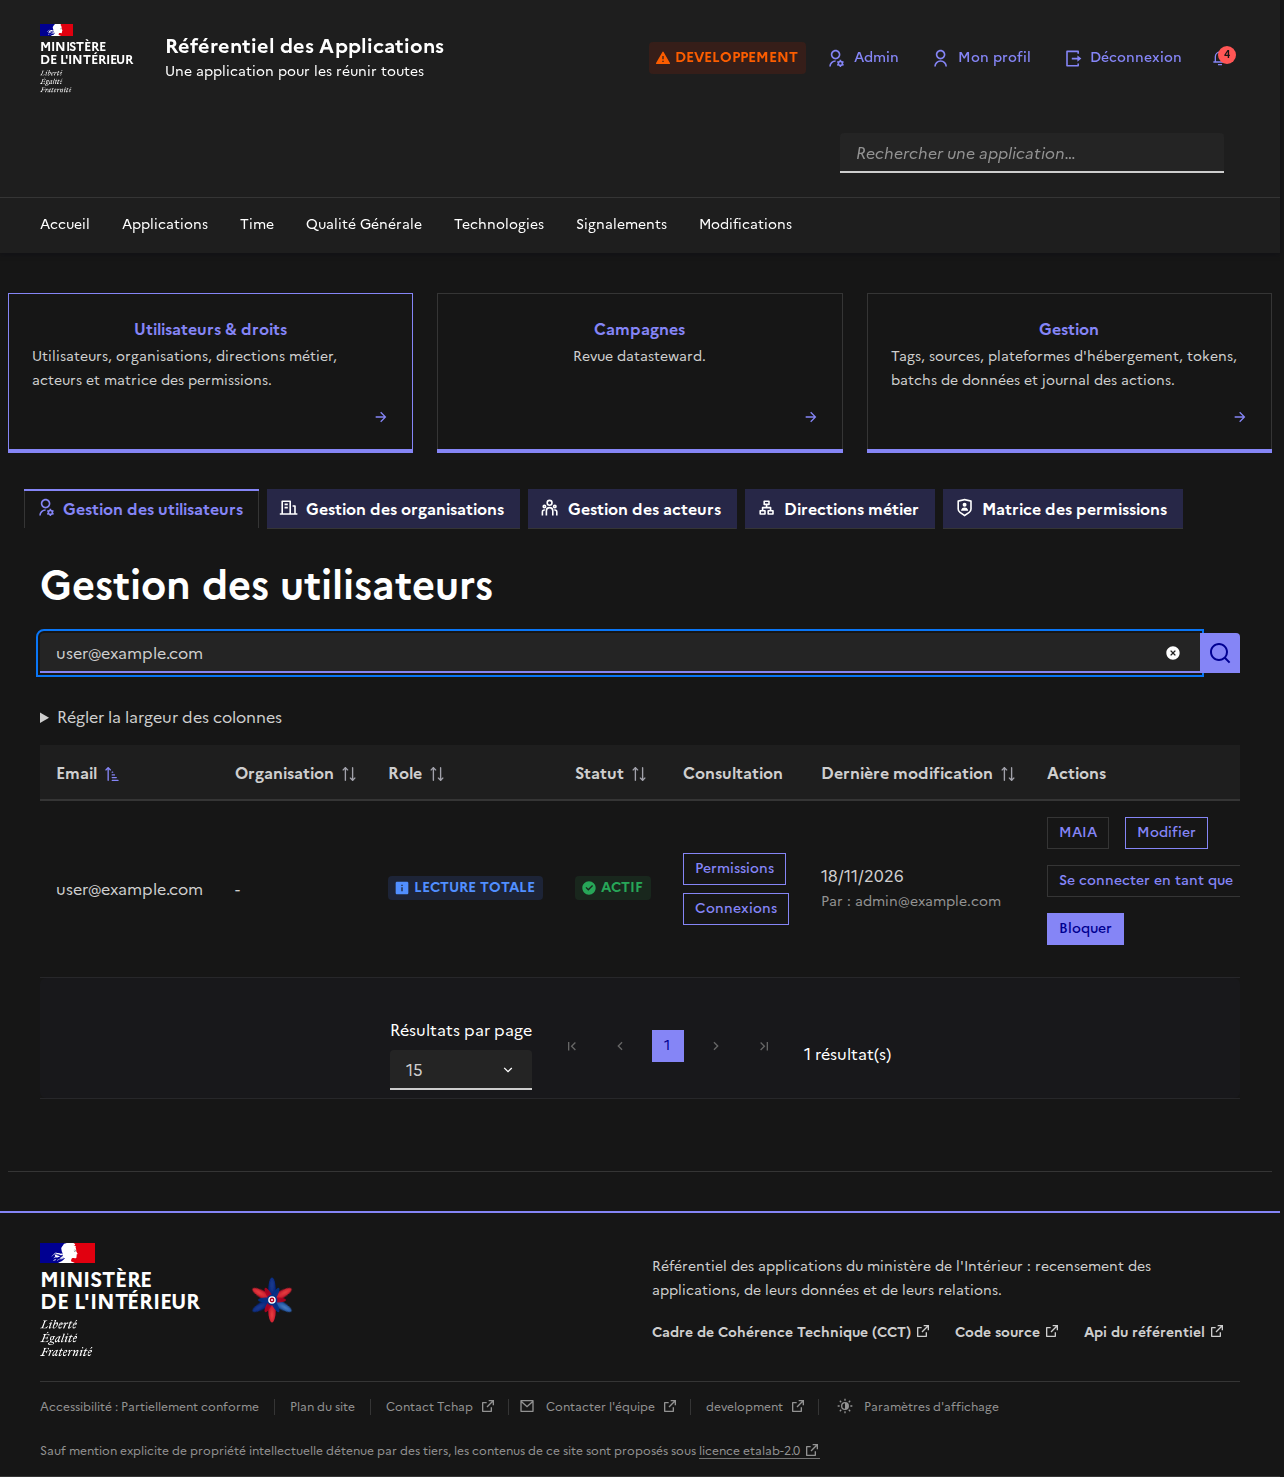 MINISTÈRE
DE L'INTÉRIEUR
Liberté
Égalité
Fraternité
Référentiel des Applications
Une application pour les réunir toutes
DEVELOPPEMENT
Admin
Mon profil
Déconnexion
4
Rechercher une application...
Accueil
Applications
Time
Qualité Générale
Technologies
Signalements
Modifications
Utilisateurs & droits
Utilisateurs, organisations, directions métier,
acteurs et matrice des permissions.
Campagnes
Revue datasteward.
Gestion
Tags, sources, plateformes d'hébergement, tokens,
batchs de données et journal des actions.
Gestion des utilisateurs
Gestion des organisations
Gestion des acteurs
Directions métier
Matrice des permissions
Gestion des utilisateurs
user@example.com
Régler la largeur des colonnes
Email
Organisation
Role
Statut
Consultation
Dernière modification
Actions
user@example.com
-
LECTURE TOTALE
ACTIF
Permissions
Connexions
18/11/2026
Par : admin@example.com
MAIA
Modifier
Se connecter en tant que
Bloquer
Résultats par page
15
1
1 résultat(s)
MINISTÈRE
DE L'INTÉRIEUR
Liberté
Égalité
Fraternité
Référentiel des applications du ministère de l'Intérieur : recensement des
applications, de leurs données et de leurs relations.
Cadre de Cohérence Technique (CCT)
Code source
Api du référentiel
Accessibilité : Partiellement conforme
Plan du site
Contact Tchap
Contacter l'équipe
development
Paramètres d'affichage
Sauf mention explicite de propriété intellectuelle détenue par des tiers, les contenus de ce site sont proposés sous licence etalab-2.0